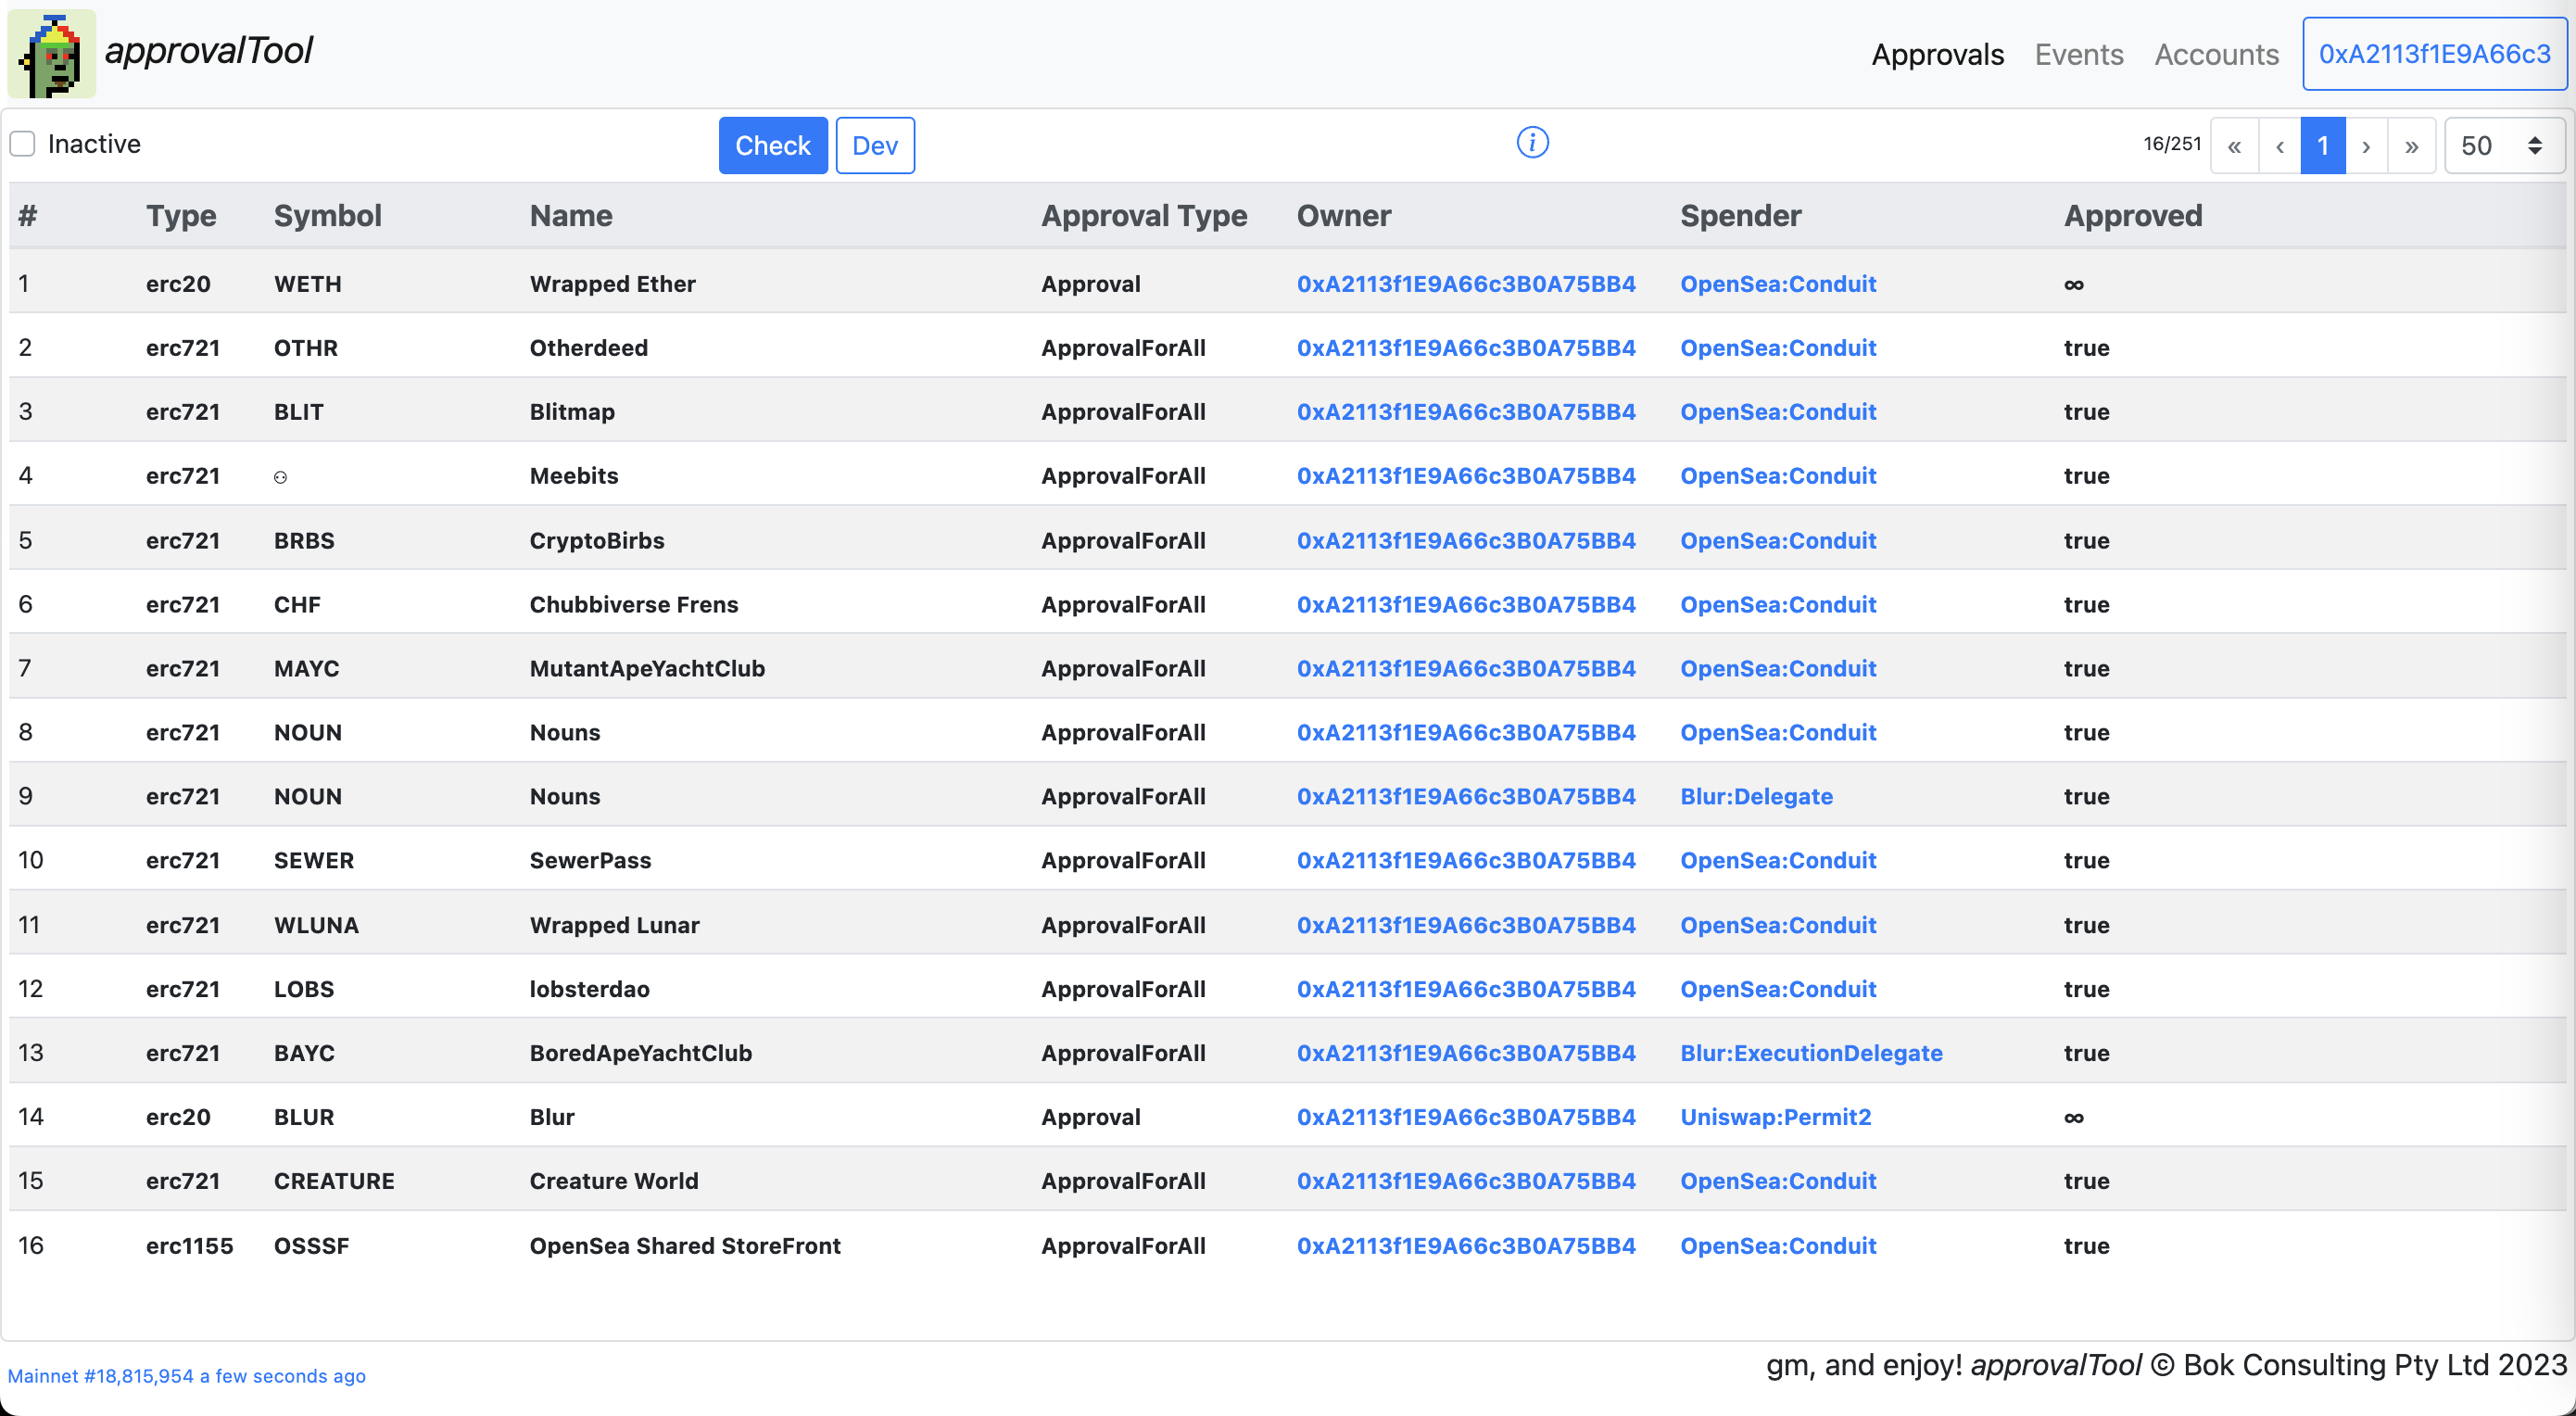 approvalTool Approvals Events Accounts 0xA2113f1E9A66c3
Inactive Check Dev i 16/251 « ‹ 1 › » 50
# Type Symbol Name Approval Type Owner Spender Approved
1 erc20 WETH Wrapped Ether Approval 0xA2113f1E9A66c3B0A75BB4 OpenSea:Conduit ∞
2 erc721 OTHR Otherdeed ApprovalForAll 0xA2113f1E9A66c3B0A75BB4 OpenSea:Conduit true
3 erc721 BLIT Blitmap ApprovalForAll 0xA2113f1E9A66c3B0A75BB4 OpenSea:Conduit true
4 erc721 ⚇ Meebits ApprovalForAll 0xA2113f1E9A66c3B0A75BB4 OpenSea:Conduit true
5 erc721 BRBS CryptoBirbs ApprovalForAll 0xA2113f1E9A66c3B0A75BB4 OpenSea:Conduit true
6 erc721 CHF Chubbiverse Frens ApprovalForAll 0xA2113f1E9A66c3B0A75BB4 OpenSea:Conduit true
7 erc721 MAYC MutantApeYachtClub ApprovalForAll 0xA2113f1E9A66c3B0A75BB4 OpenSea:Conduit true
8 erc721 NOUN Nouns ApprovalForAll 0xA2113f1E9A66c3B0A75BB4 OpenSea:Conduit true
9 erc721 NOUN Nouns ApprovalForAll 0xA2113f1E9A66c3B0A75BB4 Blur:Delegate true
10 erc721 SEWER SewerPass ApprovalForAll 0xA2113f1E9A66c3B0A75BB4 OpenSea:Conduit true
11 erc721 WLUNA Wrapped Lunar ApprovalForAll 0xA2113f1E9A66c3B0A75BB4 OpenSea:Conduit true
12 erc721 LOBS lobsterdao ApprovalForAll 0xA2113f1E9A66c3B0A75BB4 OpenSea:Conduit true
13 erc721 BAYC BoredApeYachtClub ApprovalForAll 0xA2113f1E9A66c3B0A75BB4 Blur:ExecutionDelegate true
14 erc20 BLUR Blur Approval 0xA2113f1E9A66c3B0A75BB4 Uniswap:Permit2 ∞
15 erc721 CREATURE Creature World ApprovalForAll 0xA2113f1E9A66c3B0A75BB4 OpenSea:Conduit true
16 erc1155 OSSSF OpenSea Shared StoreFront ApprovalForAll 0xA2113f1E9A66c3B0A75BB4 OpenSea:Conduit true
Mainnet #18,815,954 a few seconds ago gm, and enjoy! approvalTool © Bok Consulting Pty Ltd 2023